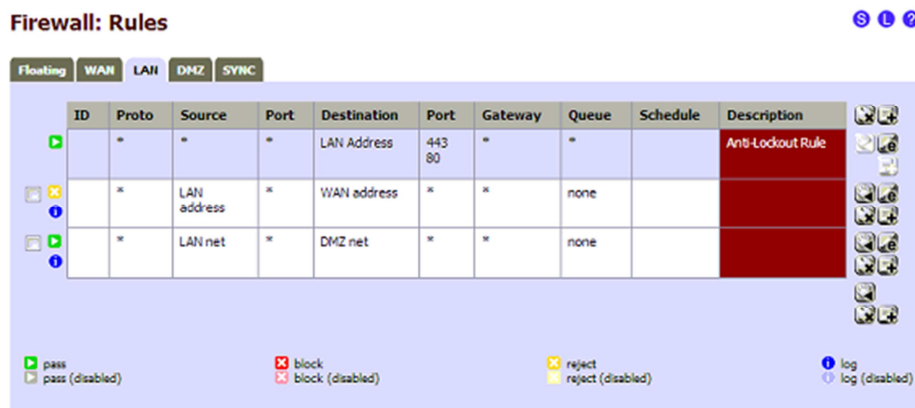 Firewall: Rules
S L ?
Floating WAN LAN DMZ SYNC
ID Proto Source Port Destination Port Gateway Queue Schedule Description
* * * LAN Address 443 * * Anti-Lockout Rule
80
* LAN * WAN address * * none
address
* LAN net * DMZ net * * none
pass block reject log
pass (disabled) block (disabled) reject (disabled) log (disabled)